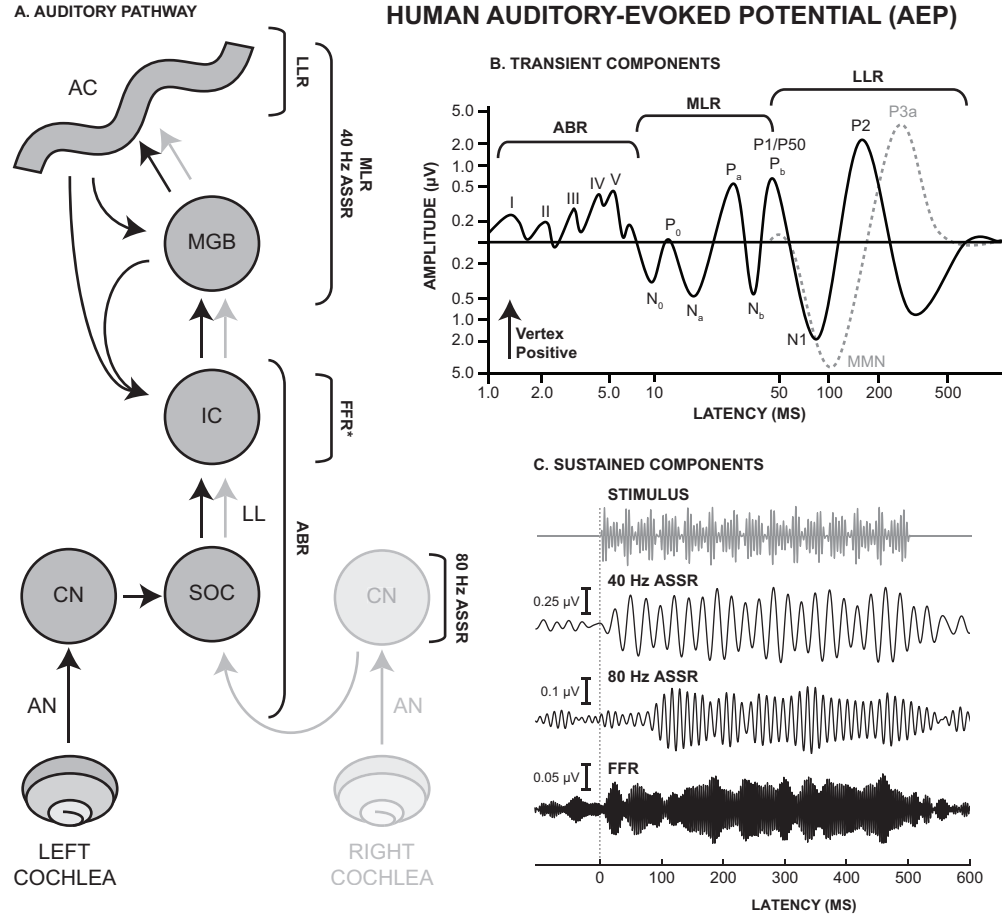 A. AUDITORY PATHWAY
HUMAN AUDITORY-EVOKED POTENTIAL (AEP)
AC
LLR
MLR
40 Hz ASSR
MGB
IC
FFR*
LL
ABR
CN
SOC
CN
80 Hz ASSR
AN
AN
LEFT
COCHLEA
RIGHT
COCHLEA
B. TRANSIENT COMPONENTS
LLR
MLR
ABR
P3a
P2
P1/P50
Pb
Pa
P0
I
II
III
IV
V
N0
Na
Nb
N1
MMN
Vertex
Positive
AMPLITUDE (µV)
5.0
2.0
1.0
0.5
0.2
0.2
0.5
1.0
2.0
5.0
1.0 2.0 5.0 10 50 100 200 500
LATENCY (MS)
C. SUSTAINED COMPONENTS
STIMULUS
40 Hz ASSR
0.25 µV
80 Hz ASSR
0.1 µV
FFR
0.05 µV
0 100 200 300 400 500 600
LATENCY (MS)